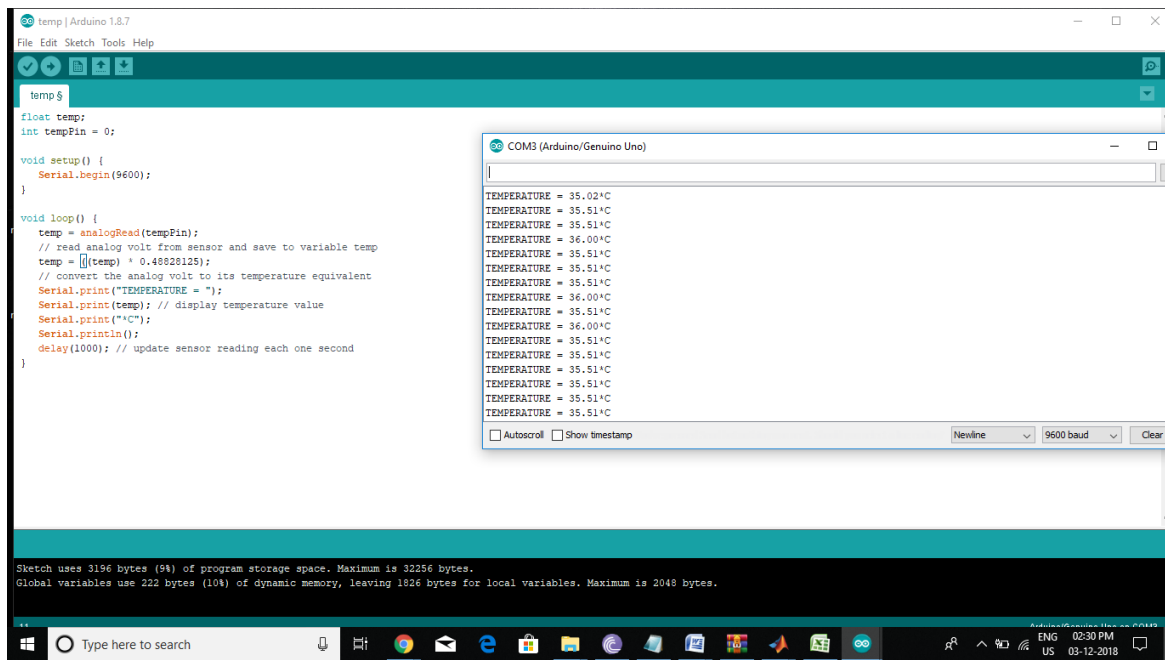 temp | Arduino 1.8.7
File Edit Sketch Tools Help
temp §
float temp;
int tempPin = 0;
void setup() {
Serial.begin(9600);
}
void loop() {
temp = analogRead(tempPin);
// read analog volt from sensor and save to variable temp
temp = ((temp) * 0.48828125);
// convert the analog volt to its temperature equivalent
Serial.print("TEMPERATURE = ");
Serial.print(temp); // display temperature value
Serial.print("*C");
Serial.println();
delay(1000); // update sensor reading each one second
}
COM3 (Arduino/Genuino Uno)
TEMPERATURE = 35.02*C
TEMPERATURE = 35.51*C
TEMPERATURE = 35.51*C
TEMPERATURE = 36.00*C
TEMPERATURE = 35.51*C
TEMPERATURE = 35.51*C
TEMPERATURE = 35.51*C
TEMPERATURE = 36.00*C
TEMPERATURE = 35.51*C
TEMPERATURE = 36.00*C
TEMPERATURE = 35.51*C
TEMPERATURE = 35.51*C
TEMPERATURE = 35.51*C
TEMPERATURE = 35.51*C
TEMPERATURE = 35.51*C
TEMPERATURE = 35.51*C
Autoscroll Show timestamp Newline 9600 baud Clear
Sketch uses 3196 bytes (9%) of program storage space. Maximum is 32256 bytes.
Global variables use 222 bytes (10%) of dynamic memory, leaving 1826 bytes for local variables. Maximum is 2048 bytes.
Type here to search
ENG 02:30 PM
US 03-12-2018